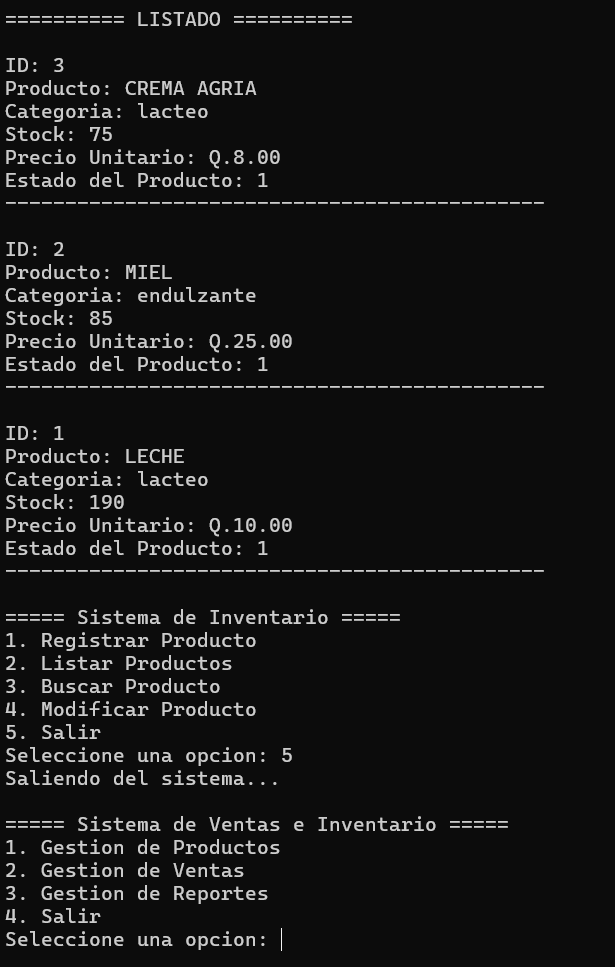 ========== LISTADO ==========
ID: 3
Producto: CREMA AGRIA
Categoria: lacteo
Stock: 75
Precio Unitario: Q.8.00
Estado del Producto: 1
---------------------------------------------
ID: 2
Producto: MIEL
Categoria: endulzante
Stock: 85
Precio Unitario: Q.25.00
Estado del Producto: 1
---------------------------------------------
ID: 1
Producto: LECHE
Categoria: lacteo
Stock: 190
Precio Unitario: Q.10.00
Estado del Producto: 1
---------------------------------------------
===== Sistema de Inventario =====
1. Registrar Producto
2. Listar Productos
3. Buscar Producto
4. Modificar Producto
5. Salir
Seleccione una opcion: 5
Saliendo del sistema...
===== Sistema de Ventas e Inventario =====
1. Gestion de Productos
2. Gestion de Ventas
3. Gestion de Reportes
4. Salir
Seleccione una opcion: